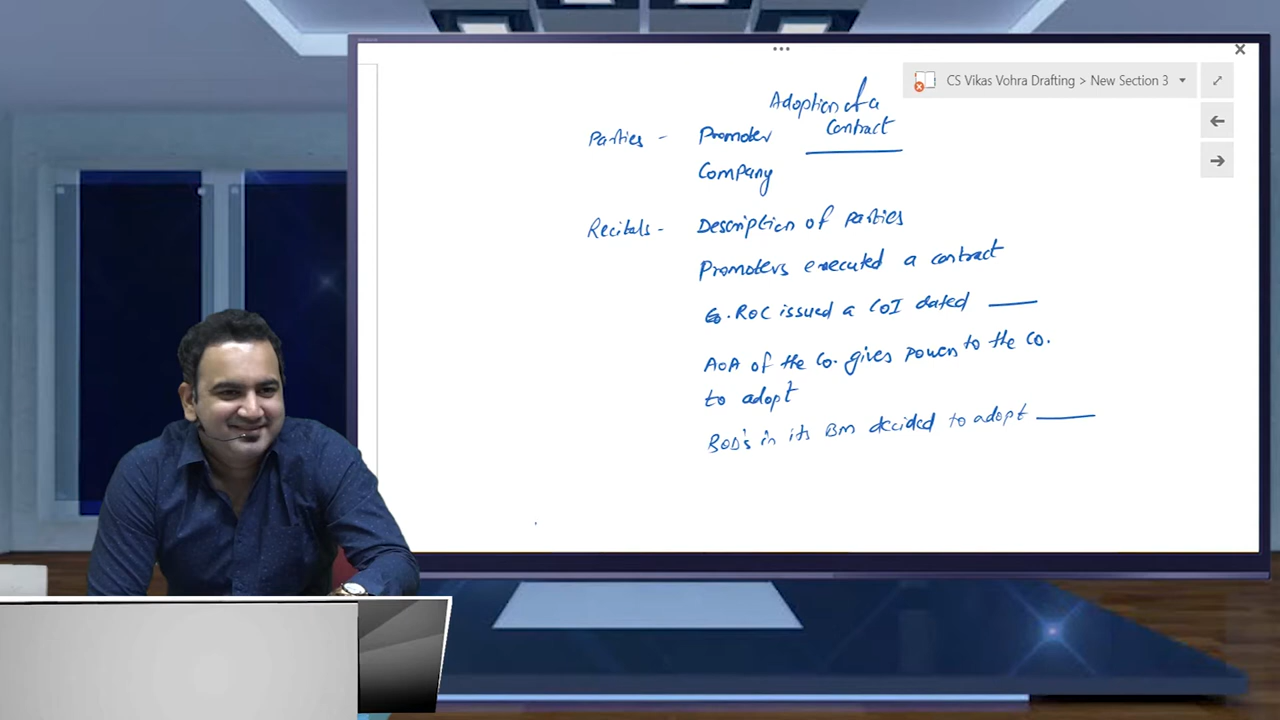 CS Vikas Vohra Drafting > New Section 3
Adoption of a
Contract
Parties - Promoter
Company
Recitals - Description of parties
Promoters executed a contract
Co. ROC issued a COI dated ___
AOA of the Co. gives power to the Co.
to adopt
BOD's in its BM decided to adopt ___